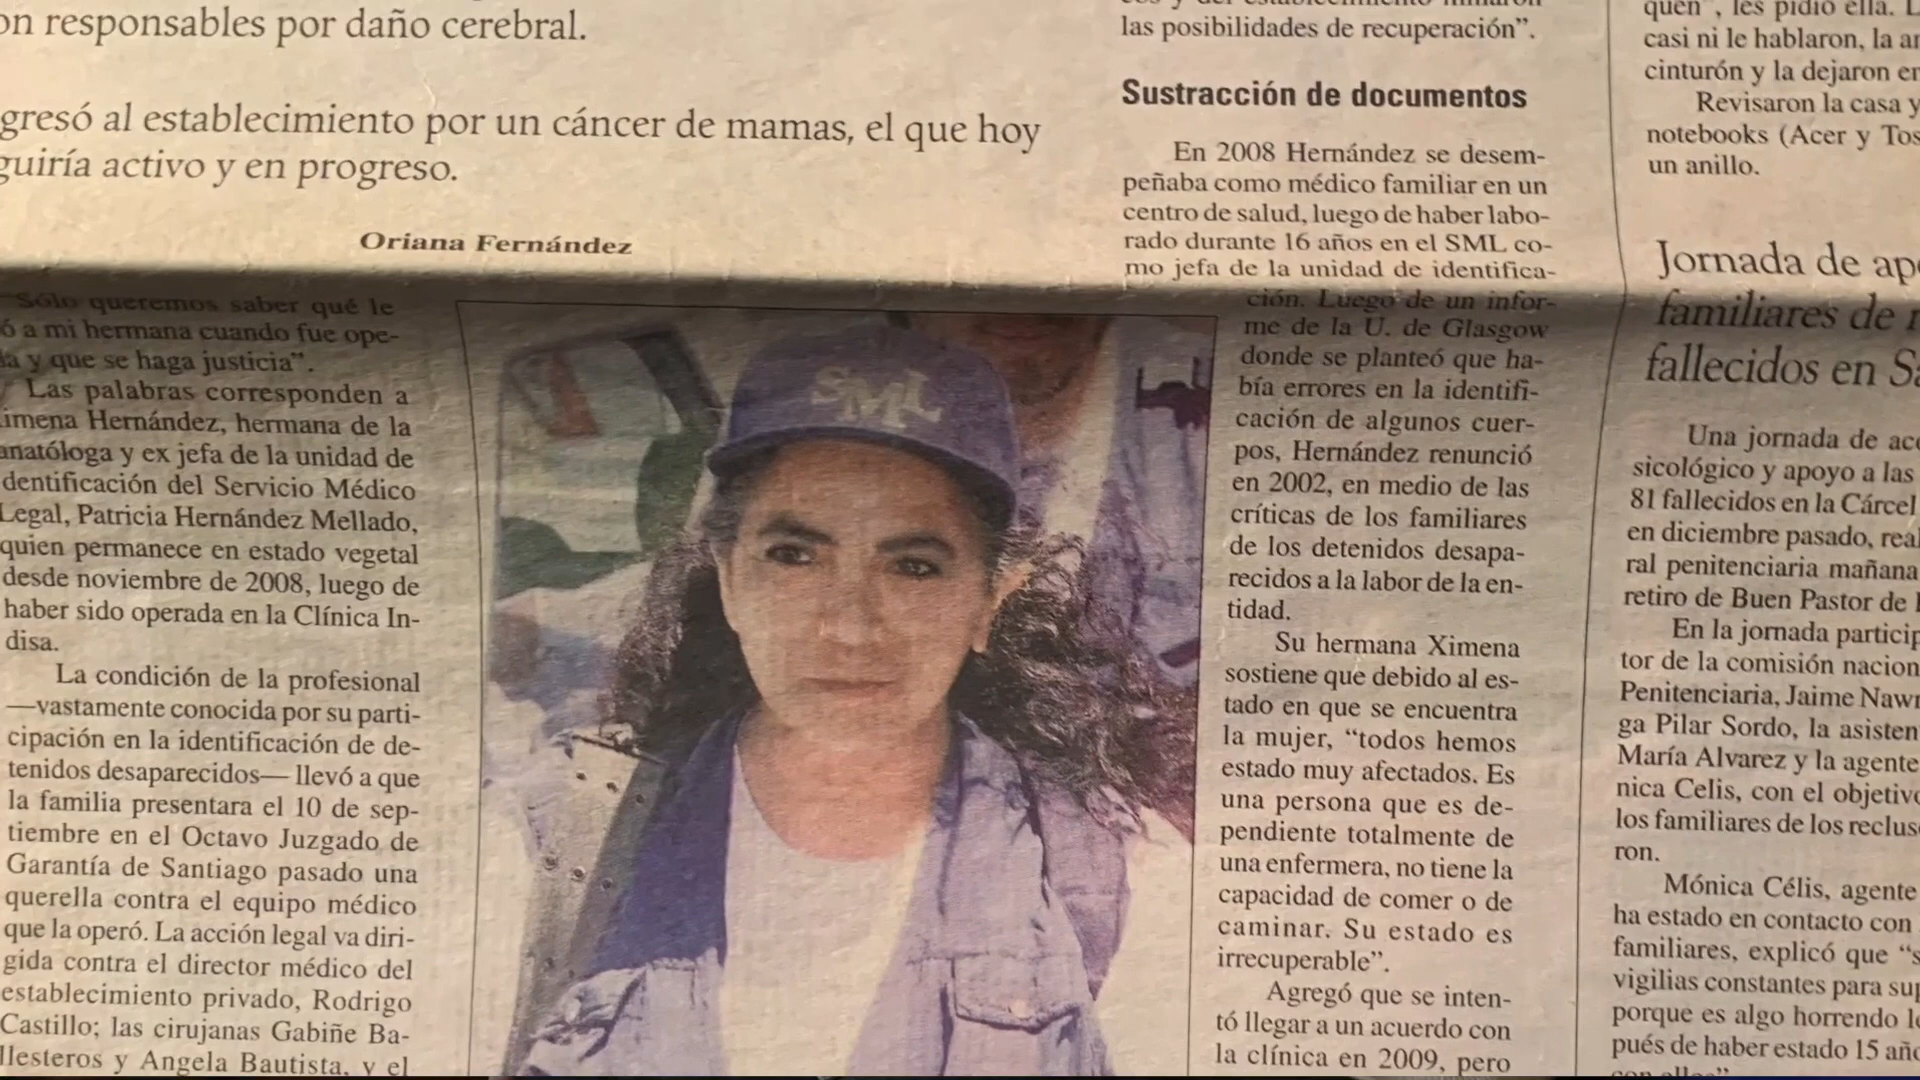 on responsables por daño cerebral.
gresó al establecimiento por un cáncer de mamas, el que hoy
guiría activo y en progreso.
Oriana Fernández
"Sólo queremos saber qué le
ó a mi hermana cuando fue ope-
da y que se haga justicia".
Las palabras corresponden a
imena Hernández, hermana de la
anatóloga y ex jefa de la unidad de
dentificación del Servicio Médico
Legal, Patricia Hernández Mellado,
quien permanece en estado vegetal
desde noviembre de 2008, luego de
haber sido operada en la Clínica In-
disa.
La condición de la profesional
—vastamente conocida por su parti-
cipación en la identificación de de-
tenidos desaparecidos— llevó a que
la familia presentara el 10 de sep-
tiembre en el Octavo Juzgado de
Garantía de Santiago pasado una
querella contra el equipo médico
que la operó. La acción legal va diri-
gida contra el director médico del
establecimiento privado, Rodrigo
Castillo; las cirujanas Gabiñe Ba-
llesteros y Angela Bautista, y el
SML
las posibilidades de recuperación".
Sustracción de documentos
En 2008 Hernández se desem-
peñaba como médico familiar en un
centro de salud, luego de haber labo-
rado durante 16 años en el SML co-
mo jefa de la unidad de identifica-
ción. Luego de un infor-
me de la U. de Glasgow
donde se planteó que ha-
bía errores en la identifi-
cación de algunos cuer-
pos, Hernández renunció
en 2002, en medio de las
críticas de los familiares
de los detenidos desapa-
recidos a la labor de la en-
tidad.
Su hermana Ximena
sostiene que debido al es-
tado en que se encuentra
la mujer, "todos hemos
estado muy afectados. Es
una persona que es de-
pendiente totalmente de
una enfermera, no tiene la
capacidad de comer o de
caminar. Su estado es
irrecuperable".
Agregó que se inten-
tó llegar a un acuerdo con
la clínica en 2009, pero
quen", les pidió ella.
casi ni le hablaron, la
cinturón y la dejaron en
Revisaron la casa y
notebooks (Acer y Tos
un anillo.
Jornada de
familiares de
fallecidos en
Una jornada de
sicológico y apoyo a las
81 fallecidos en la Cárcel
en diciembre pasado,
ral penitenciaria mañana
retiro de Buen Pastor de
En la jornada particip
tor de la comisión nacion
Penitenciaria, Jaime
ga Pilar Sordo, la asisten
María Alvarez y la agente
nica Celis, con el objetivo
los familiares de los reclus
ron.
Mónica Célis, agente
ha estado en contacto con
familiares, explicó que
vigilias constantes para
porque es algo horrendo
pués de haber estado 15